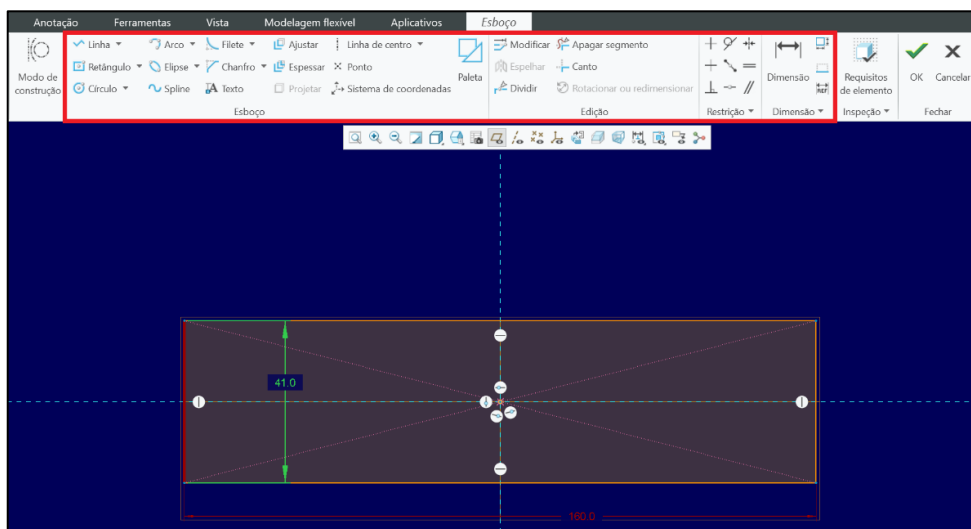 Anotação Ferramentas Vista Modelagem flexível Aplicativos Esboço
Linha Arco Filete Ajustar Linha de centro Modificar Apagar segmento
Retângulo Elipse Chanfro Espessar Ponto Espelhar Canto
Círculo Spline Texto Projetar Sistema de coordenadas Dividir Rotacionar ou redimensionar
Modo de construção
Paleta
Dimensão
Requisitos de elemento
OK Cancelar
Esboço Edição Restrição Dimensão Inspeção Fechar
41.0
160.0